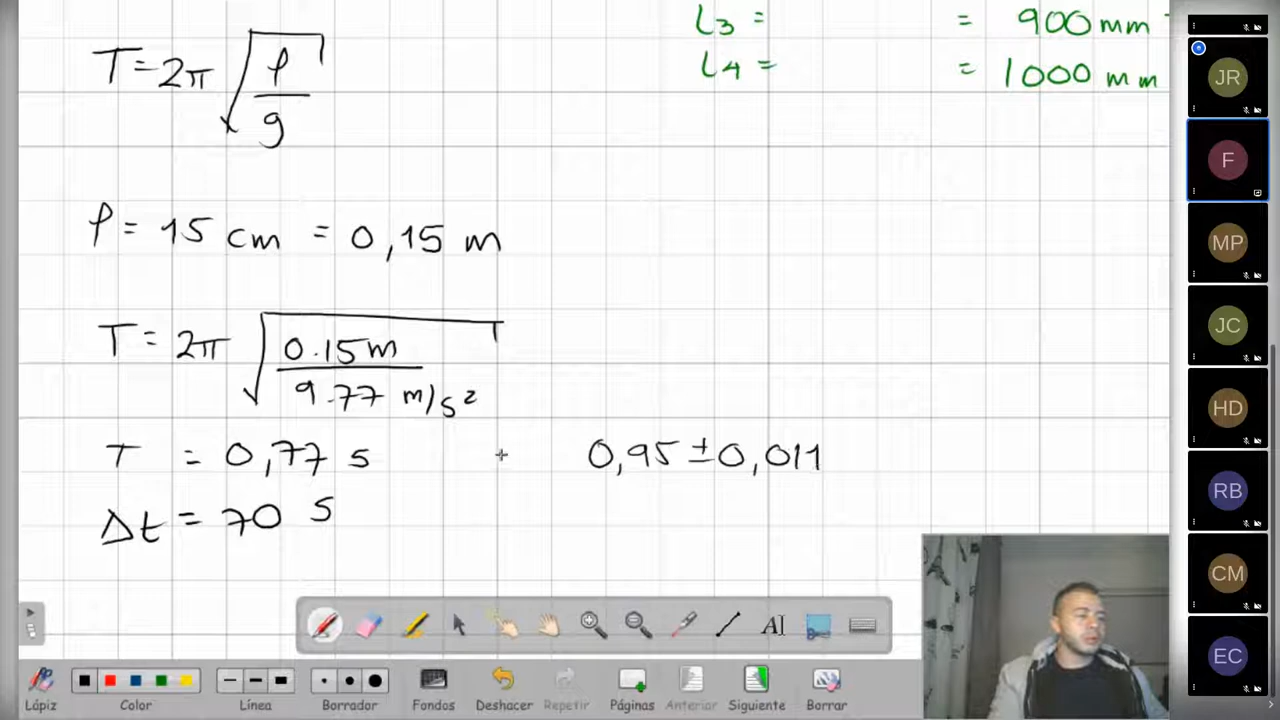 L3 = = 900 mm
L4 = = 1000 mm
T = 2π √(l/g)
l = 15 cm = 0,15 m
T = 2π √(0.15m / 9.77 m/s²)
T = 0,77 s 0,95 ± 0,011
Δt = 70 s
JR
F
MP
JC
HD
RB
CM
EC
Lápiz
Color
Línea
Borrador
Fondos
Deshacer
Repetir
Páginas
Anterior
Siguiente
Borrar